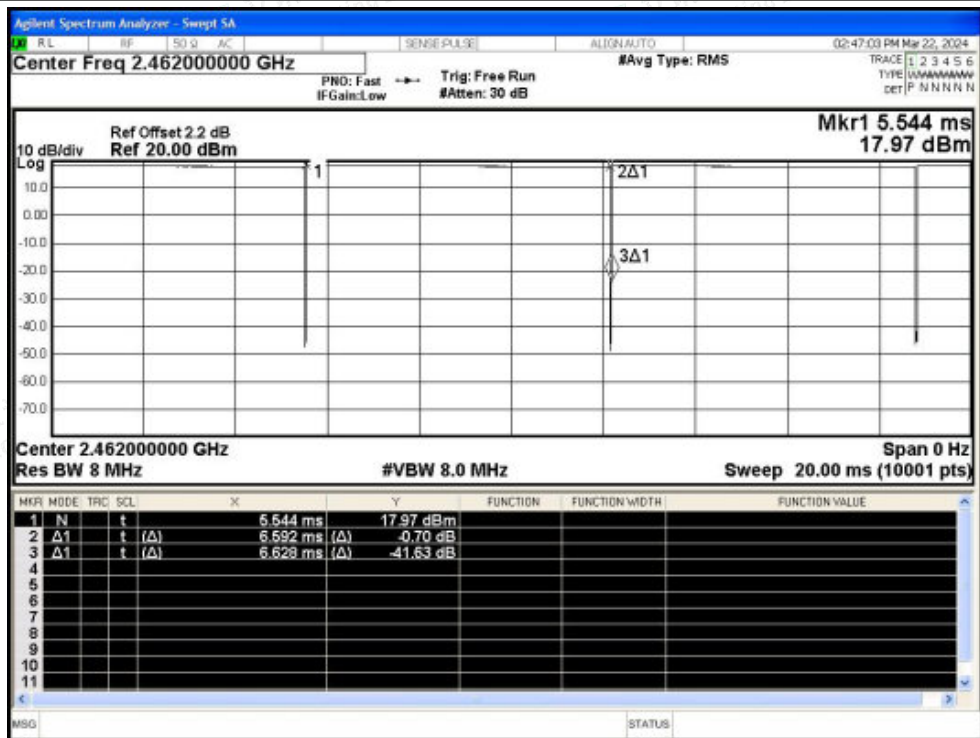 Agilent Spectrum Analyzer - Swept SA
RL RF 50 Ω AC SENSE:PULSE ALIGNAUTO 02:47:03 PM Mar 22, 2024
Center Freq 2.462000000 GHz #Avg Type: RMS TRACE 1 2 3 4 5 6
PNO: Fast Trig: Free Run TYPE
IFGain:Low #Atten: 30 dB DET P N N N N N
Mkr1 5.544 ms
Ref Offset 2.2 dB
10 dB/div Ref 20.00 dBm 17.97 dBm
Log
1 2Δ1
10.0
0.00
-10.0
3Δ1
-20.0
-30.0
-40.0
-50.0
-60.0
-70.0
Center 2.462000000 GHz Span 0 Hz
Res BW 8 MHz #VBW 8.0 MHz Sweep 20.00 ms (10001 pts)
MKR MODE TRC SCL X Y FUNCTION FUNCTION WIDTH FUNCTION VALUE
1 N t 5.544 ms 17.97 dBm
2 Δ1 t (Δ) 6.592 ms (Δ) -0.70 dB
3 Δ1 t (Δ) 6.628 ms (Δ) -41.63 dB
4
5
6
7
8
9
10
11
MSG STATUS